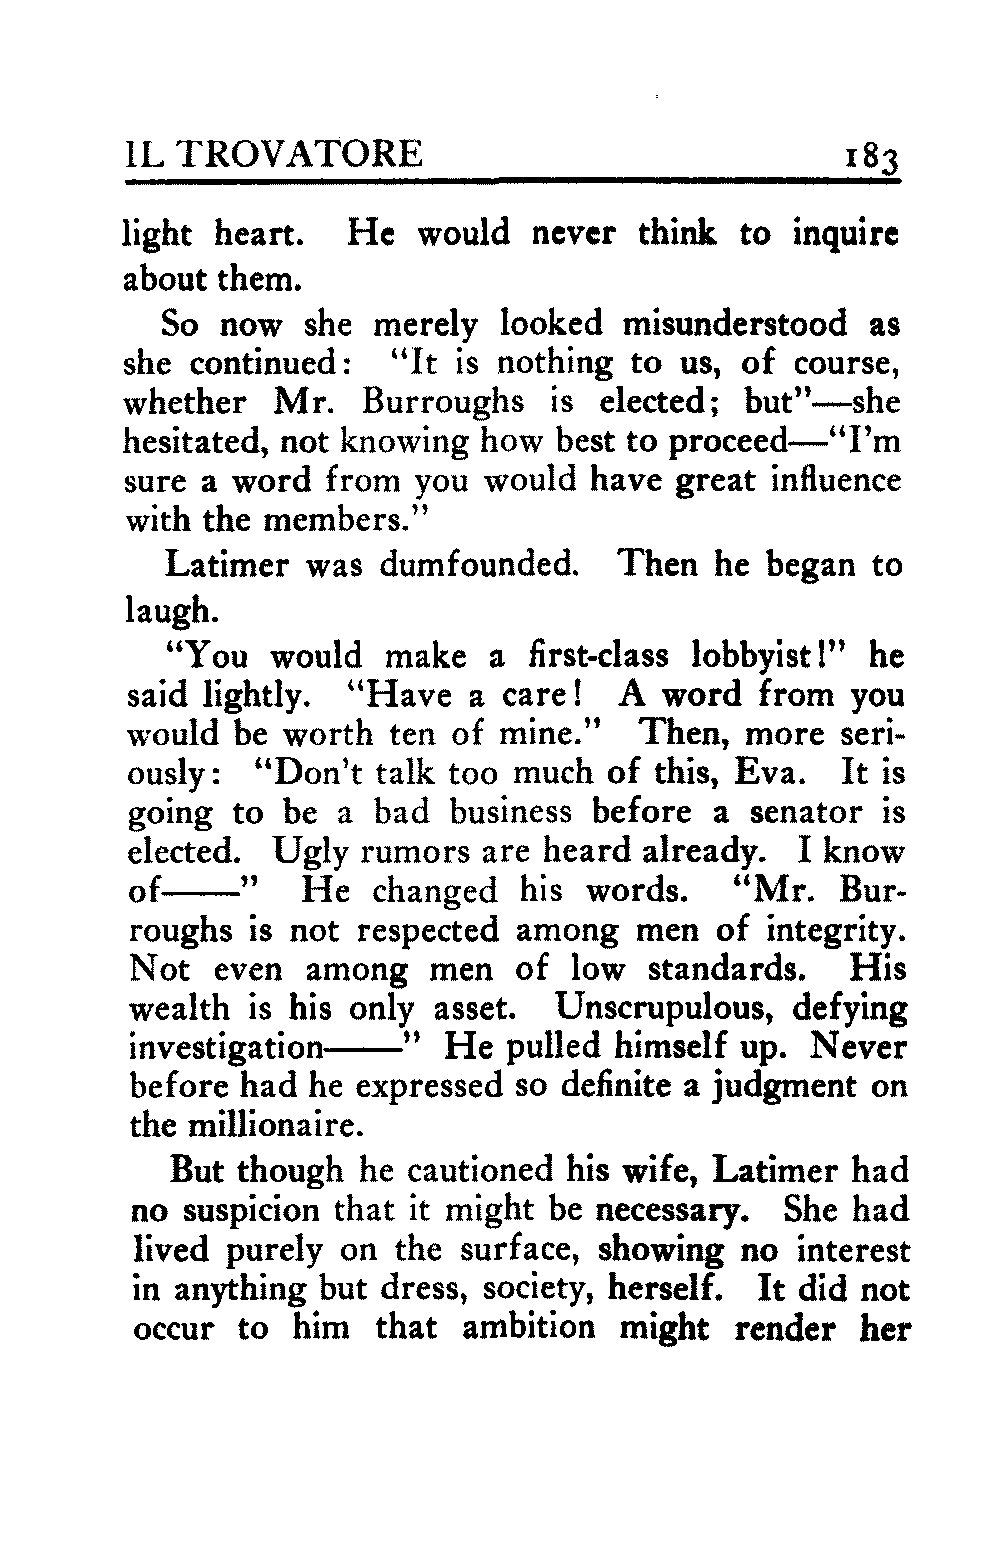 IL TROVATORE 183
light heart. He would never think to inquire
about them.
So now she merely looked misunderstood as
she continued: “It is nothing to us, of course,
whether Mr. Burroughs is elected; but”—she
hesitated, not knowing how best to proceed—“I’m
sure a word from you would have great influence
with the members.”
Latimer was dumfounded. Then he began to
laugh.
“You would make a first-class lobbyist!” he
said lightly. “Have a care! A word from you
would be worth ten of mine.” Then, more seri-
ously: “Don’t talk too much of this, Eva. It is
going to be a bad business before a senator is
elected. Ugly rumors are heard already. I know
of——” He changed his words. “Mr. Bur-
roughs is not respected among men of integrity.
Not even among men of low standards. His
wealth is his only asset. Unscrupulous, defying
investigation——” He pulled himself up. Never
before had he expressed so definite a judgment on
the millionaire.
But though he cautioned his wife, Latimer had
no suspicion that it might be necessary. She had
lived purely on the surface, showing no interest
in anything but dress, society, herself. It did not
occur to him that ambition might render her